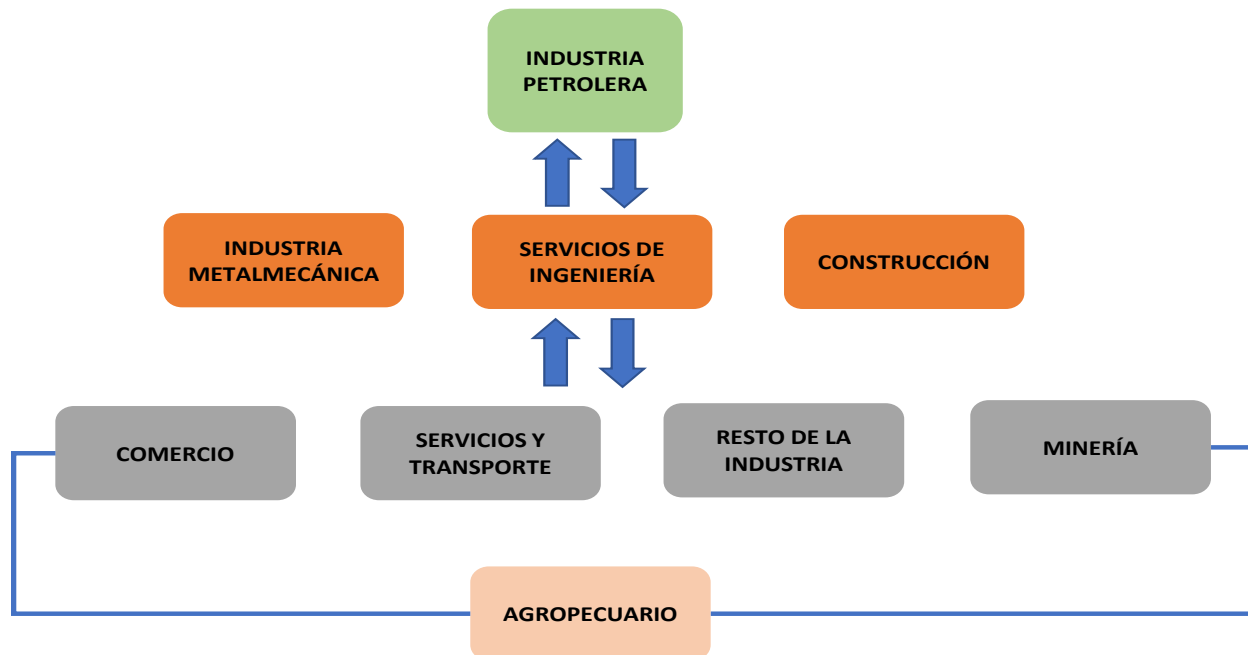 INDUSTRIA
PETROLERA
INDUSTRIA
METALMECÁNICA
SERVICIOS DE
INGENIERÍA
CONSTRUCCIÓN
COMERCIO
SERVICIOS Y
TRANSPORTE
RESTO DE LA
INDUSTRIA
MINERÍA
AGROPECUARIO